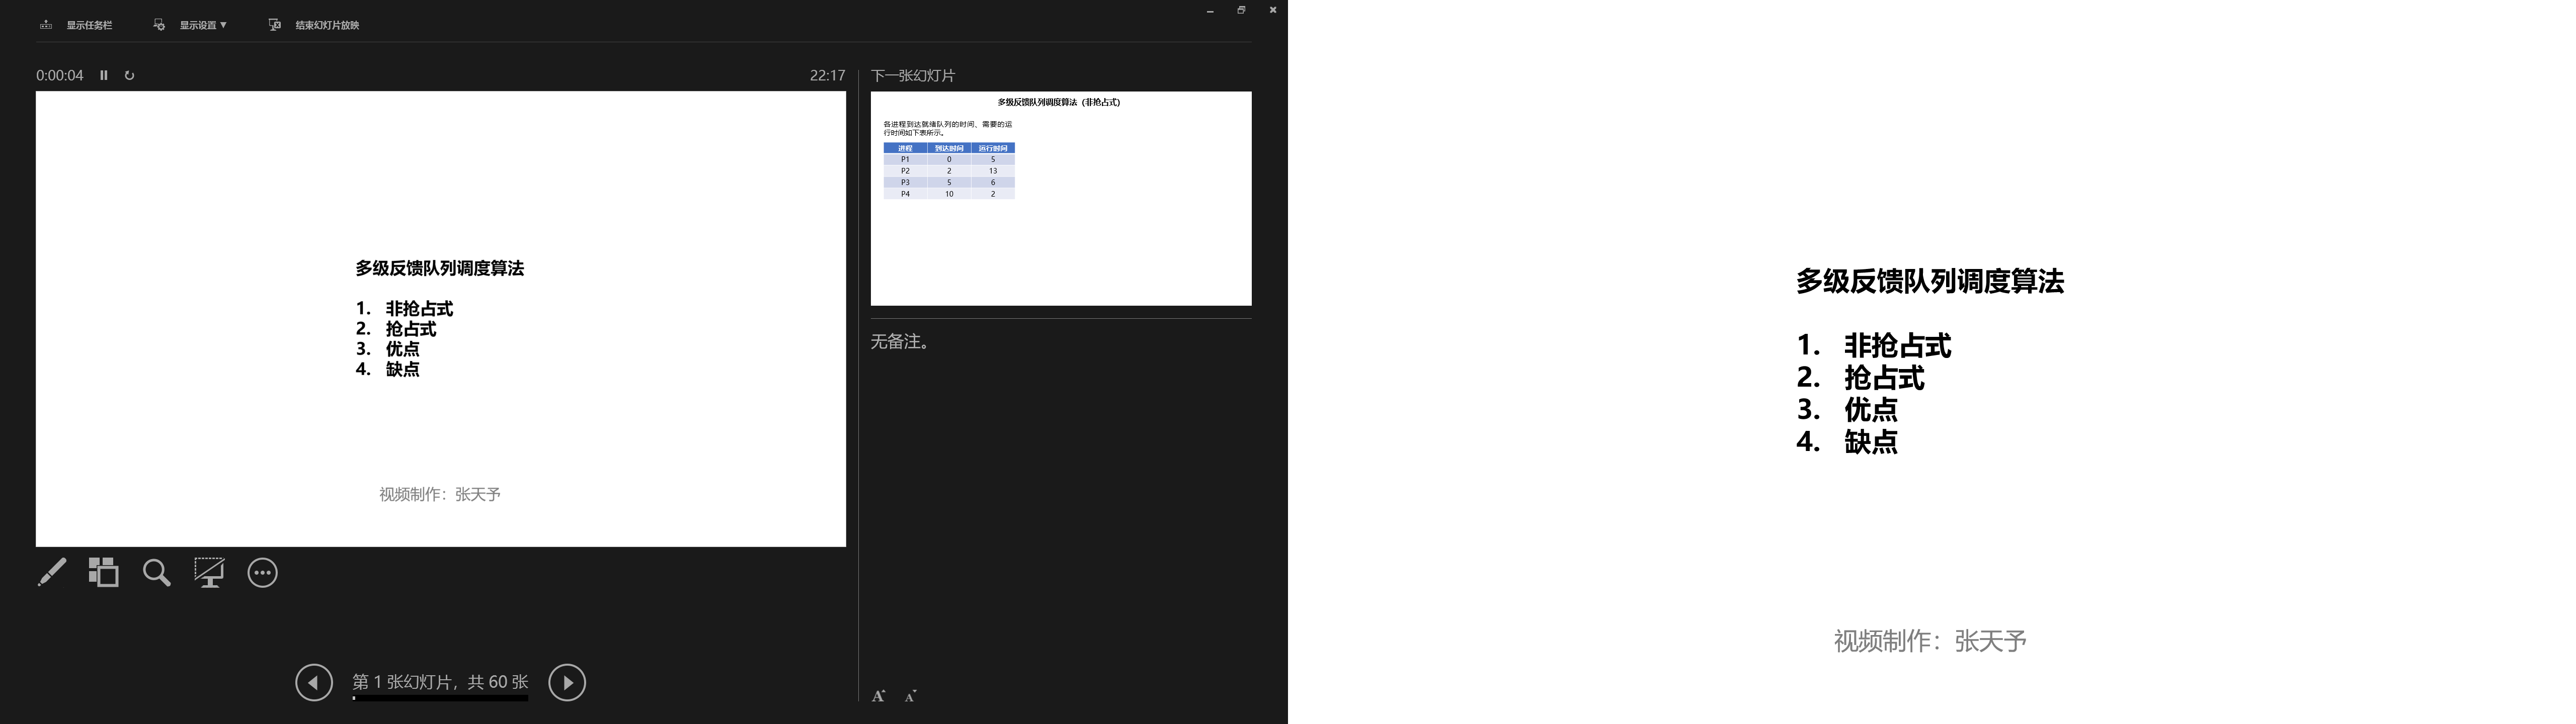 显示任务栏 显示设置 ▼ 结束幻灯片放映
0:00:04 22:17
多级反馈队列调度算法
1. 非抢占式
2. 抢占式
3. 优点
4. 缺点
视频制作：张天予
第 1 张幻灯片，共 60 张
下一张幻灯片
多级反馈队列调度算法（非抢占式）
各进程到达就绪队列的时间、需要的运
行时间如下表所示。
进程 到达时间 运行时间
P1 0 5
P2 2 13
P3 5 6
P4 10 2
无备注。
A A
多级反馈队列调度算法
1. 非抢占式
2. 抢占式
3. 优点
4. 缺点
视频制作：张天予